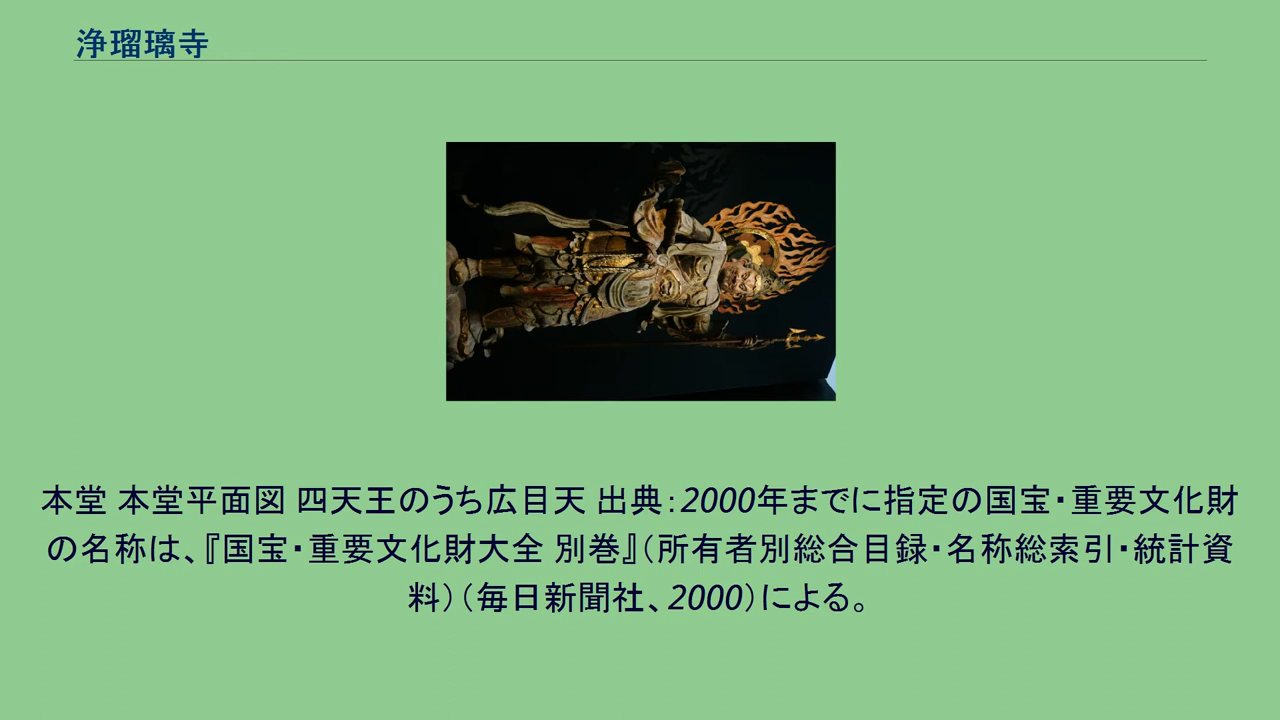 浄瑠璃寺
本堂 本堂平面図 四天王のうち広目天 出典：2000年までに指定の国宝・重要文化財
の名称は、『国宝・重要文化財大全 別巻』（所有者別総合目録・名称総索引・統計資
料）（毎日新聞社、2000）による。